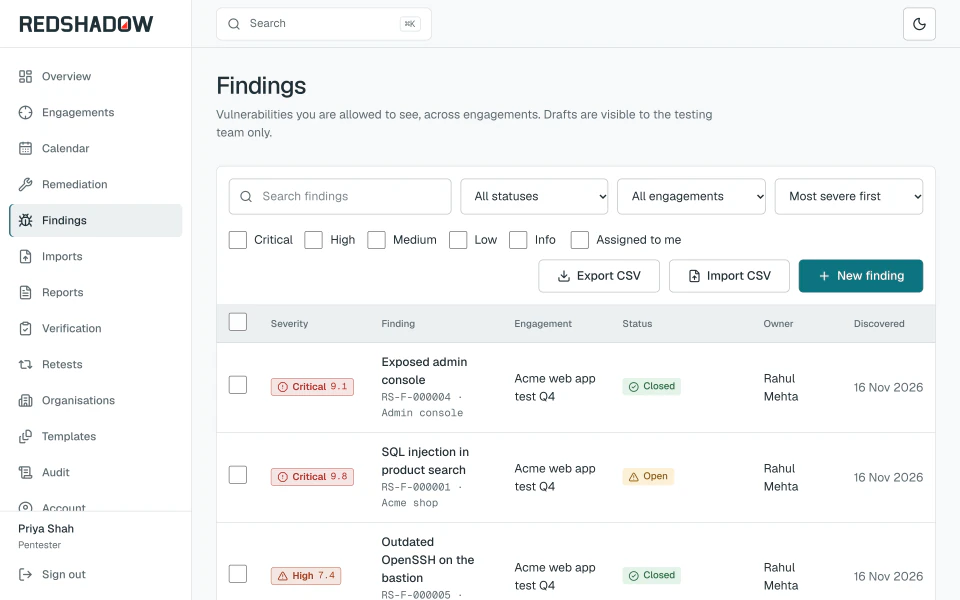 REDSHADOW
Search
⌘K
Overview
Engagements
Calendar
Remediation
Findings
Imports
Reports
Verification
Retests
Organisations
Templates
Audit
Account
Priya Shah
Pentester
Sign out
Findings
Vulnerabilities you are allowed to see, across engagements. Drafts are visible to the testing
team only.
Search findings
All statuses
All engagements
Most severe first
Critical
High
Medium
Low
Info
Assigned to me
Export CSV
Import CSV
New finding
Severity Finding Engagement Status Owner Discovered
Critical 9.1
Exposed admin
console
RS-F-000004 ·
Admin console
Acme web app
test Q4
Closed
Rahul
Mehta
16 Nov 2026
Critical 9.8
SQL injection in
product search
RS-F-000001 ·
Acme shop
Acme web app
test Q4
Open
Rahul
Mehta
16 Nov 2026
High 7.4
Outdated
OpenSSH on the
bastion
RS-F-000005 ·
Acme web app
test Q4
Closed
Rahul
Mehta
16 Nov 2026